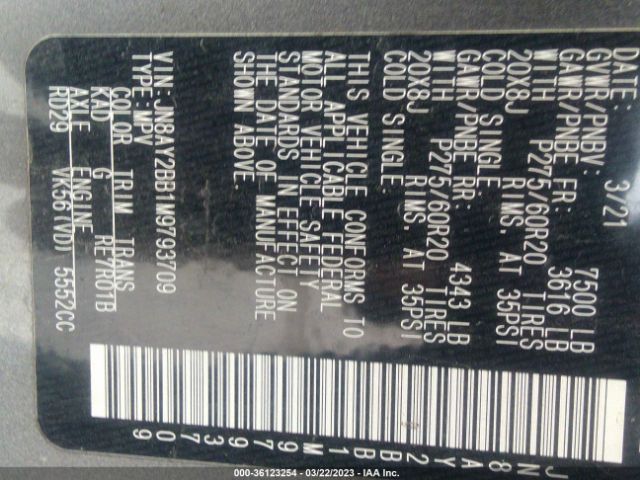 DATE: 3/21
GVWR/PNBV: 7500 LB
GAWR/PNBE FR: 3616 LB
WITH P275/60R20 TIRES
20X8J RIMS. AT 35PSI
COLD SINGLE:
GAWR/PNBE RR: 4343 LB
WITH P275/60R20 TIRES
20X8J RIMS. AT 35PSI
COLD SINGLE:
THIS VEHICLE CONFORMS TO
ALL APPLICABLE FEDERAL
MOTOR VEHICLE SAFETY
STANDARDS IN EFFECT ON
THE DATE OF MANUFACTURE
SHOWN ABOVE.
VIN: JN8AY2BB1M9793709
TYPE: MPV
COLOR TRIM TRANS
KAD G RE7R01B
AXLE ENGINE
RD29 VK56(VD) 5552CC
JN8AY2BB1M9793709
000-36123254 - 03/22/2023 - IAA Inc.